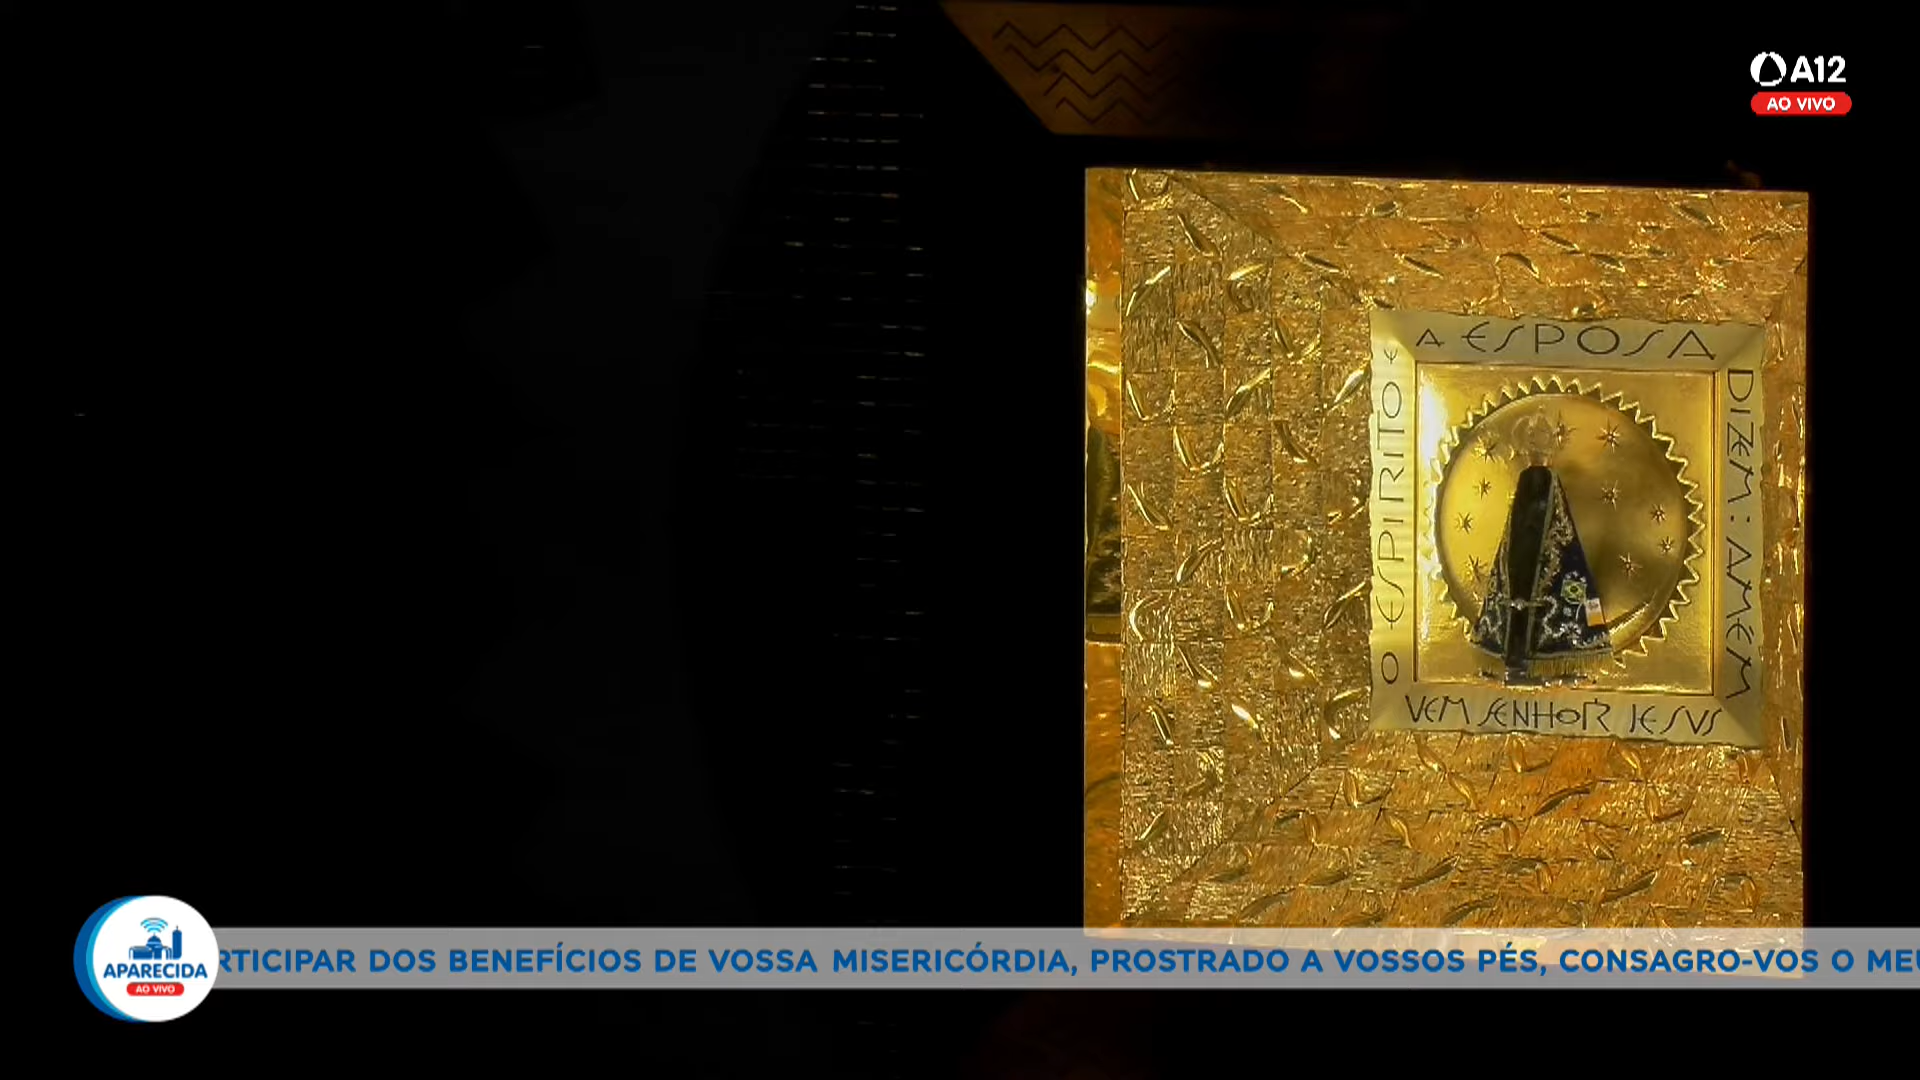 A12
AO VIVO
O ESPIRITO E
A ESPOSA
DIZEM: AMÉM
VEM SENHOR JESUS
APARECIDA
AO VIVO
RTICIPAR DOS BENEFÍCIOS DE VOSSA MISERICÓRDIA, PROSTRADO A VOSSOS PÉS, CONSAGRO-VOS O MEU